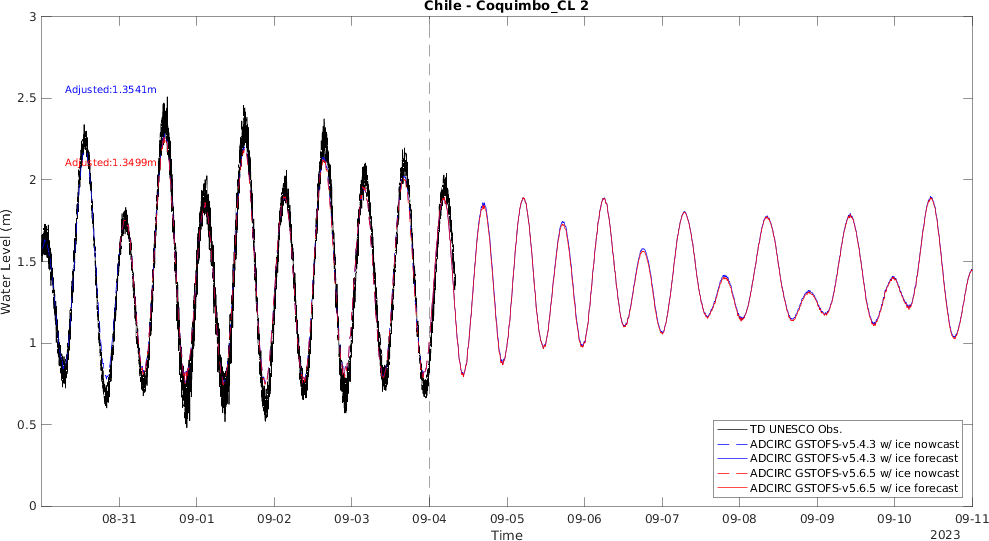 Chile - Coquimbo_CL 2
3
2.5
2
1.5
1
0.5
0
Water Level (m)
Adjusted:1.3541m
Adjusted:1.3499m
TD UNESCO Obs.
ADCIRC GSTOFS-v5.4.3 w/ ice nowcast
ADCIRC GSTOFS-v5.4.3 w/ ice forecast
ADCIRC GSTOFS-v5.6.5 w/ ice nowcast
ADCIRC GSTOFS-v5.6.5 w/ ice forecast
08-31 09-01 09-02 09-03 09-04 09-05 09-06 09-07 09-08 09-09 09-10 09-11
Time
2023